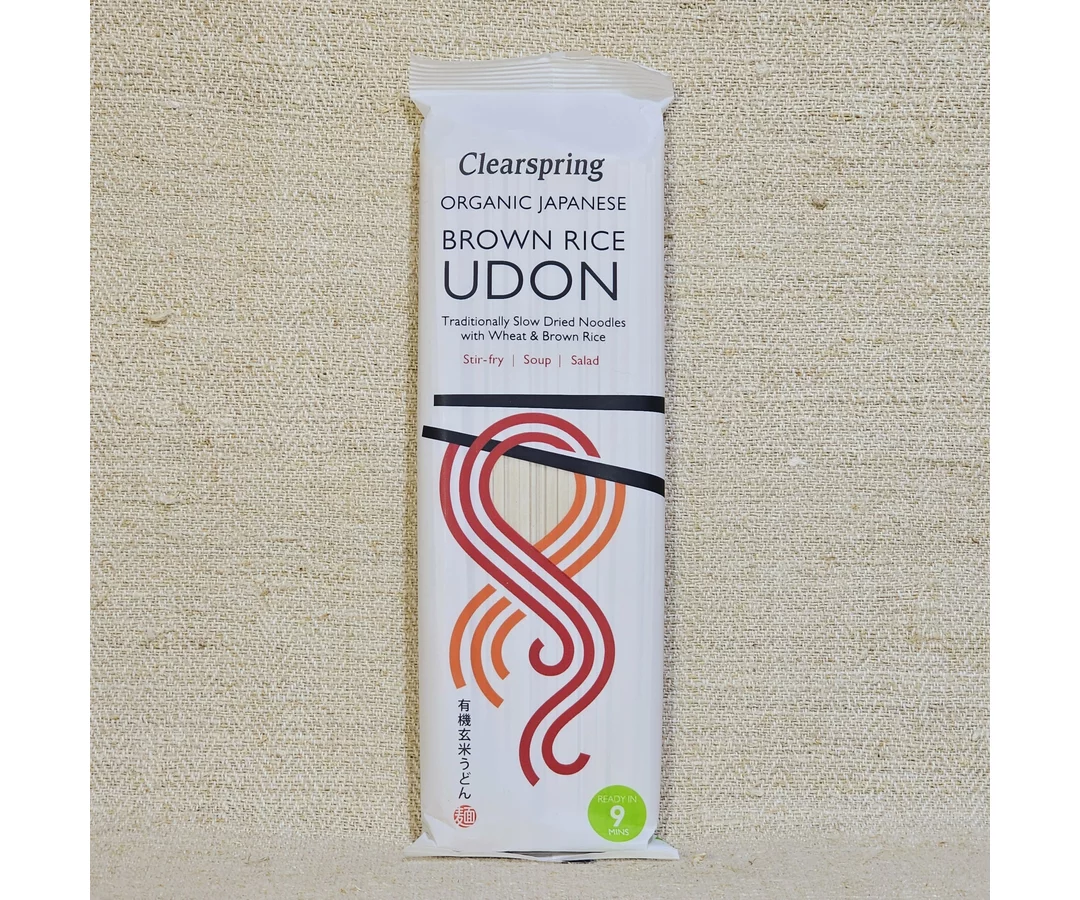 Clearspring
ORGANIC JAPANESE
BROWN RICE
UDON
Traditionally Slow Dried Noodles
with Wheat & Brown Rice
Stir-fry | Soup | Salad
有機玄米うどん
麺
READY IN
9
MINS